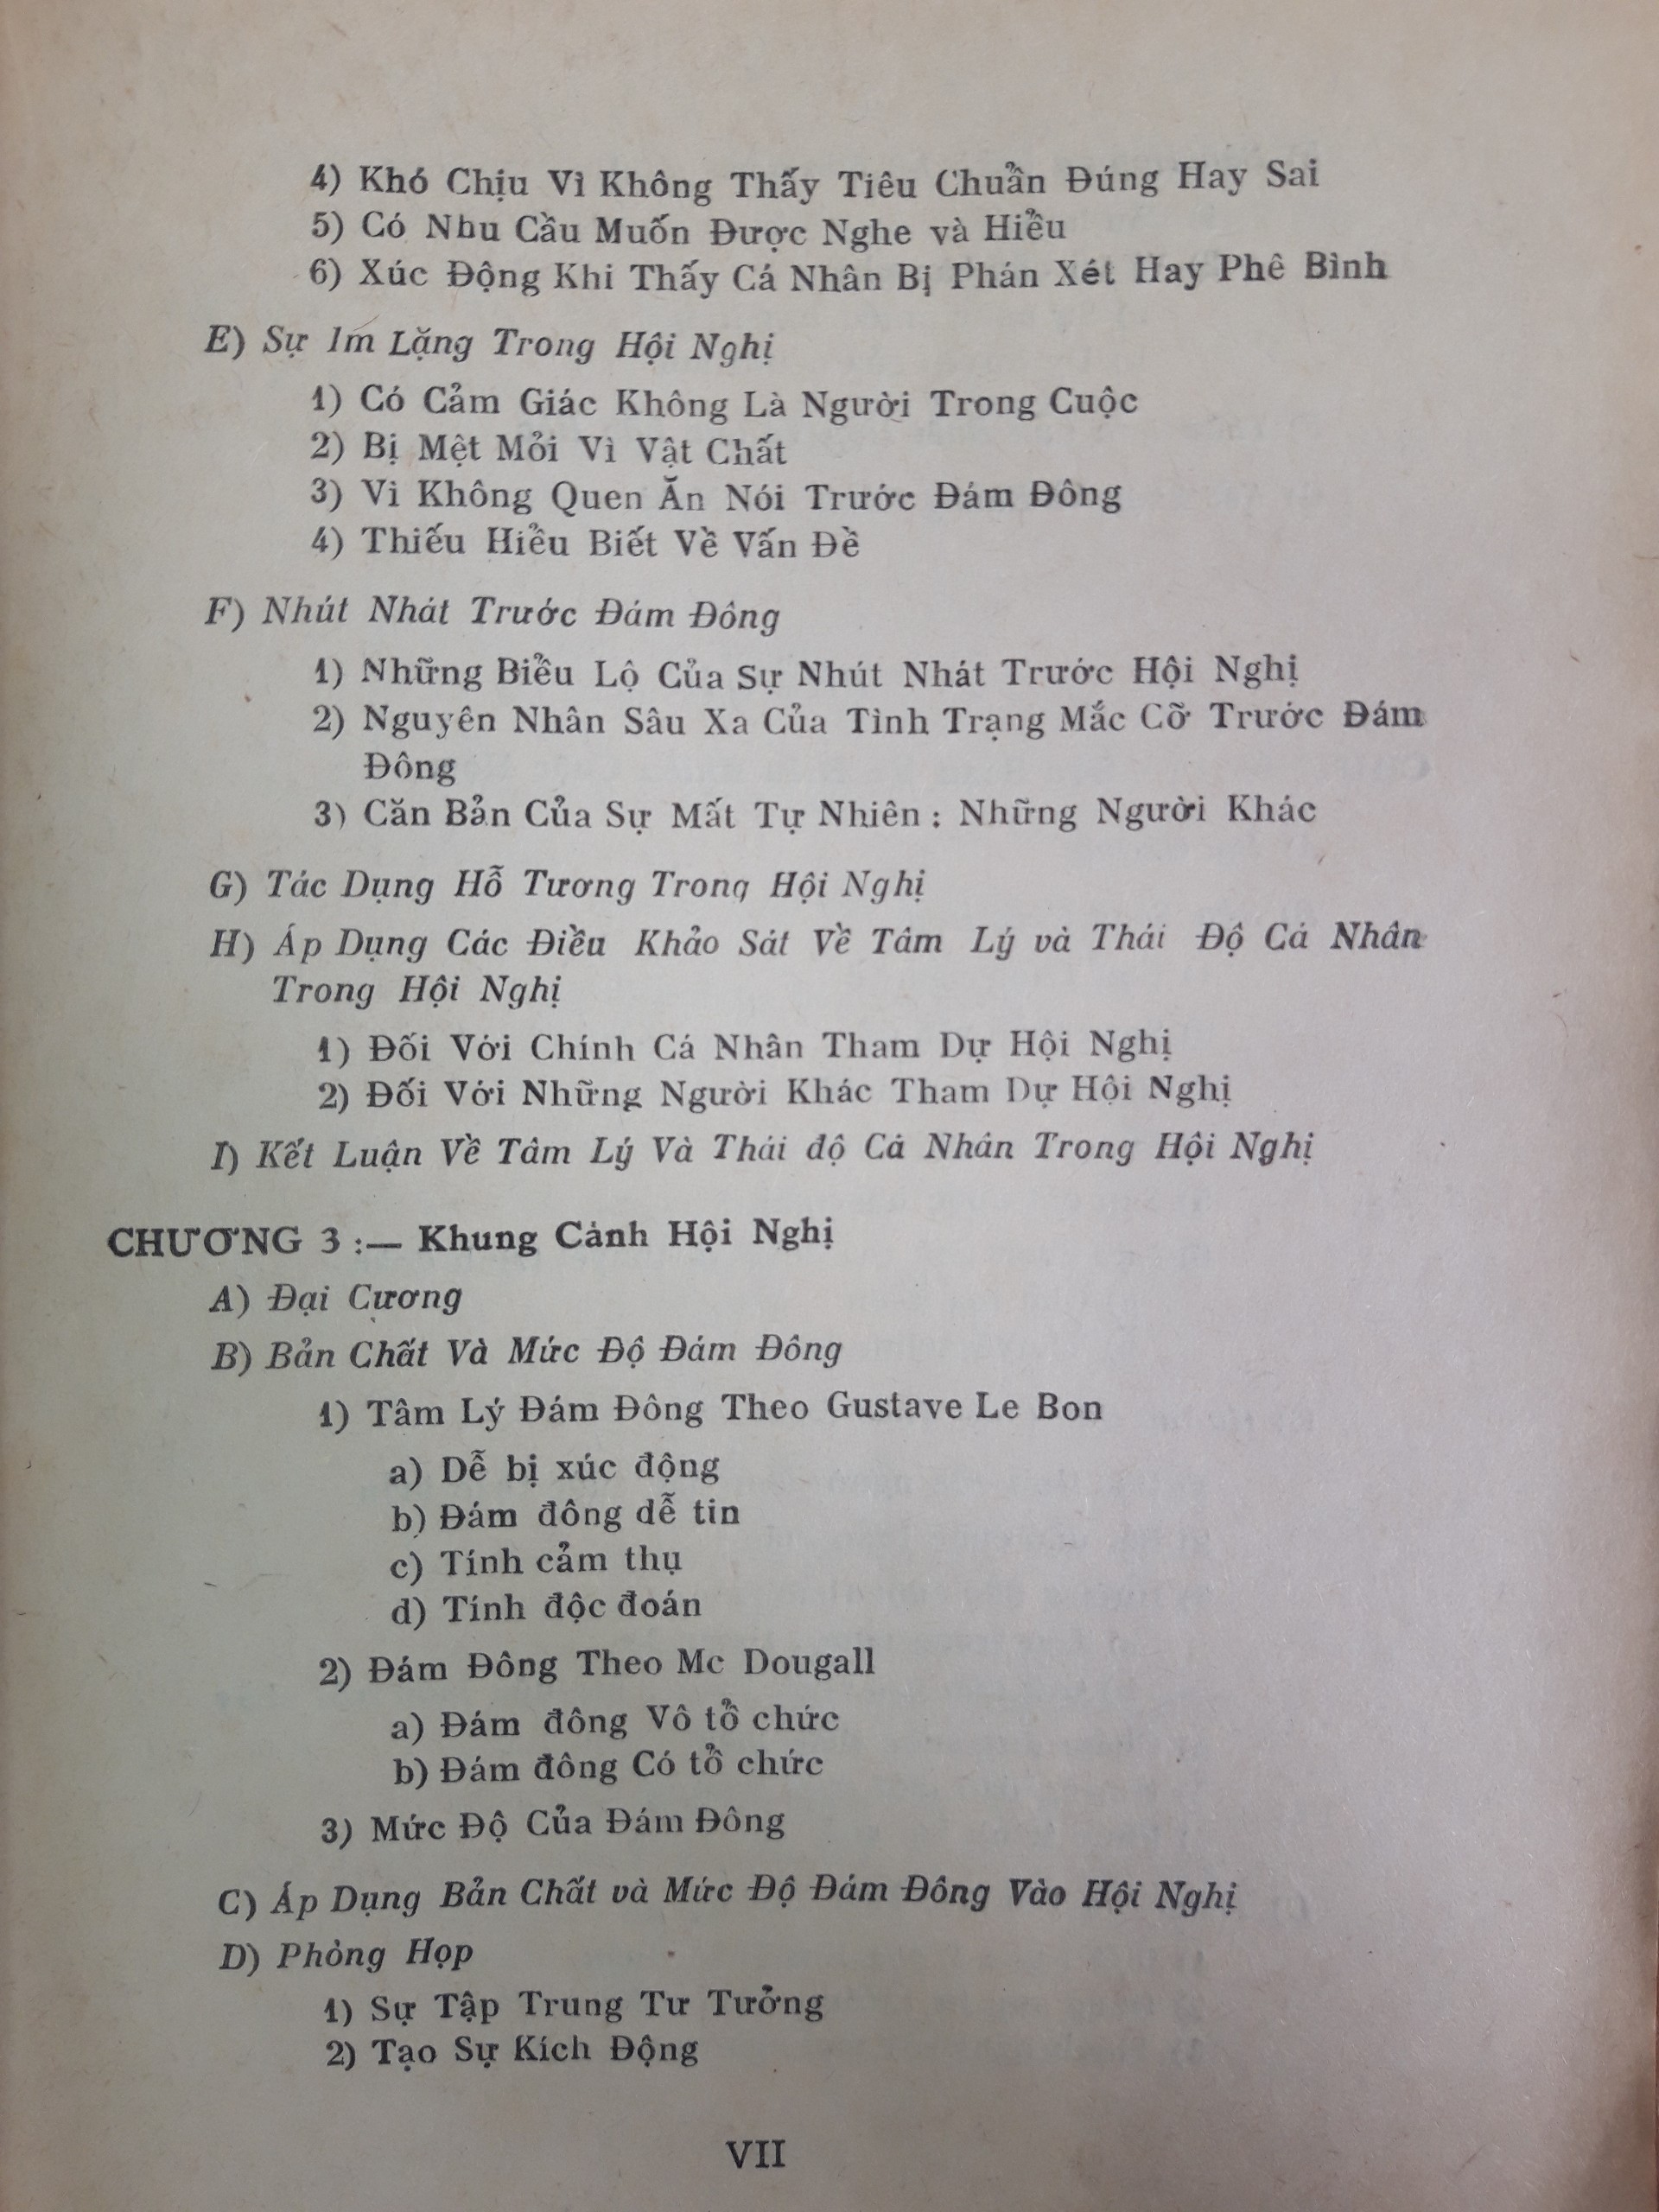 4) Khó Chịu Vì Không Thấy Tiêu Chuẩn Đúng Hay Sai
5) Có Nhu Cầu Muốn Được Nghe và Hiểu
6) Xúc Động Khi Thấy Cá Nhân Bị Phán Xét Hay Phê Bình
E) Sự Im Lặng Trong Hội Nghị
1) Có Cảm Giác Không Là Người Trong Cuộc
2) Bị Mệt Mỏi Vì Vật Chất
3) Vì Không Quen Ăn Nói Trước Đám Đông
4) Thiếu Hiểu Biết Về Vấn Đề
F) Nhút Nhát Trước Đám Đông
1) Những Biểu Lộ Của Sự Nhút Nhát Trước Hội Nghị
2) Nguyên Nhân Sâu Xa Của Tình Trạng Mắc Cỡ Trước Đám
Đông
3) Căn Bản Của Sự Mất Tự Nhiên : Những Người Khác
G) Tác Dụng Hỗ Tương Trong Hội Nghị
H) Áp Dụng Các Điều Khảo Sát Về Tâm Lý và Thái Độ Cá Nhân
Trong Hội Nghị
1) Đối Với Chính Cá Nhân Tham Dự Hội Nghị
2) Đối Với Những Người Khác Tham Dự Hội Nghị
I) Kết Luận Về Tâm Lý Và Thái độ Cá Nhân Trong Hội Nghị
CHƯƠNG 3 :— Khung Cảnh Hội Nghị
A) Đại Cương
B) Bản Chất Và Mức Độ Đám Đông
1) Tâm Lý Đám Đông Theo Gustave Le Bon
a) Dễ bị xúc động
b) Đám đông dễ tin
c) Tính cảm thụ
d) Tính độc đoán
2) Đám Đông Theo Mc Dougall
a) Đám đông Vô tổ chức
b) Đám đông Có tổ chức
3) Mức Độ Của Đám Đông
C) Áp Dụng Bản Chất và Mức Độ Đám Đông Vào Hội Nghị
D) Phòng Họp
1) Sự Tập Trung Tư Tưởng
2) Tạo Sự Kích Động
VII